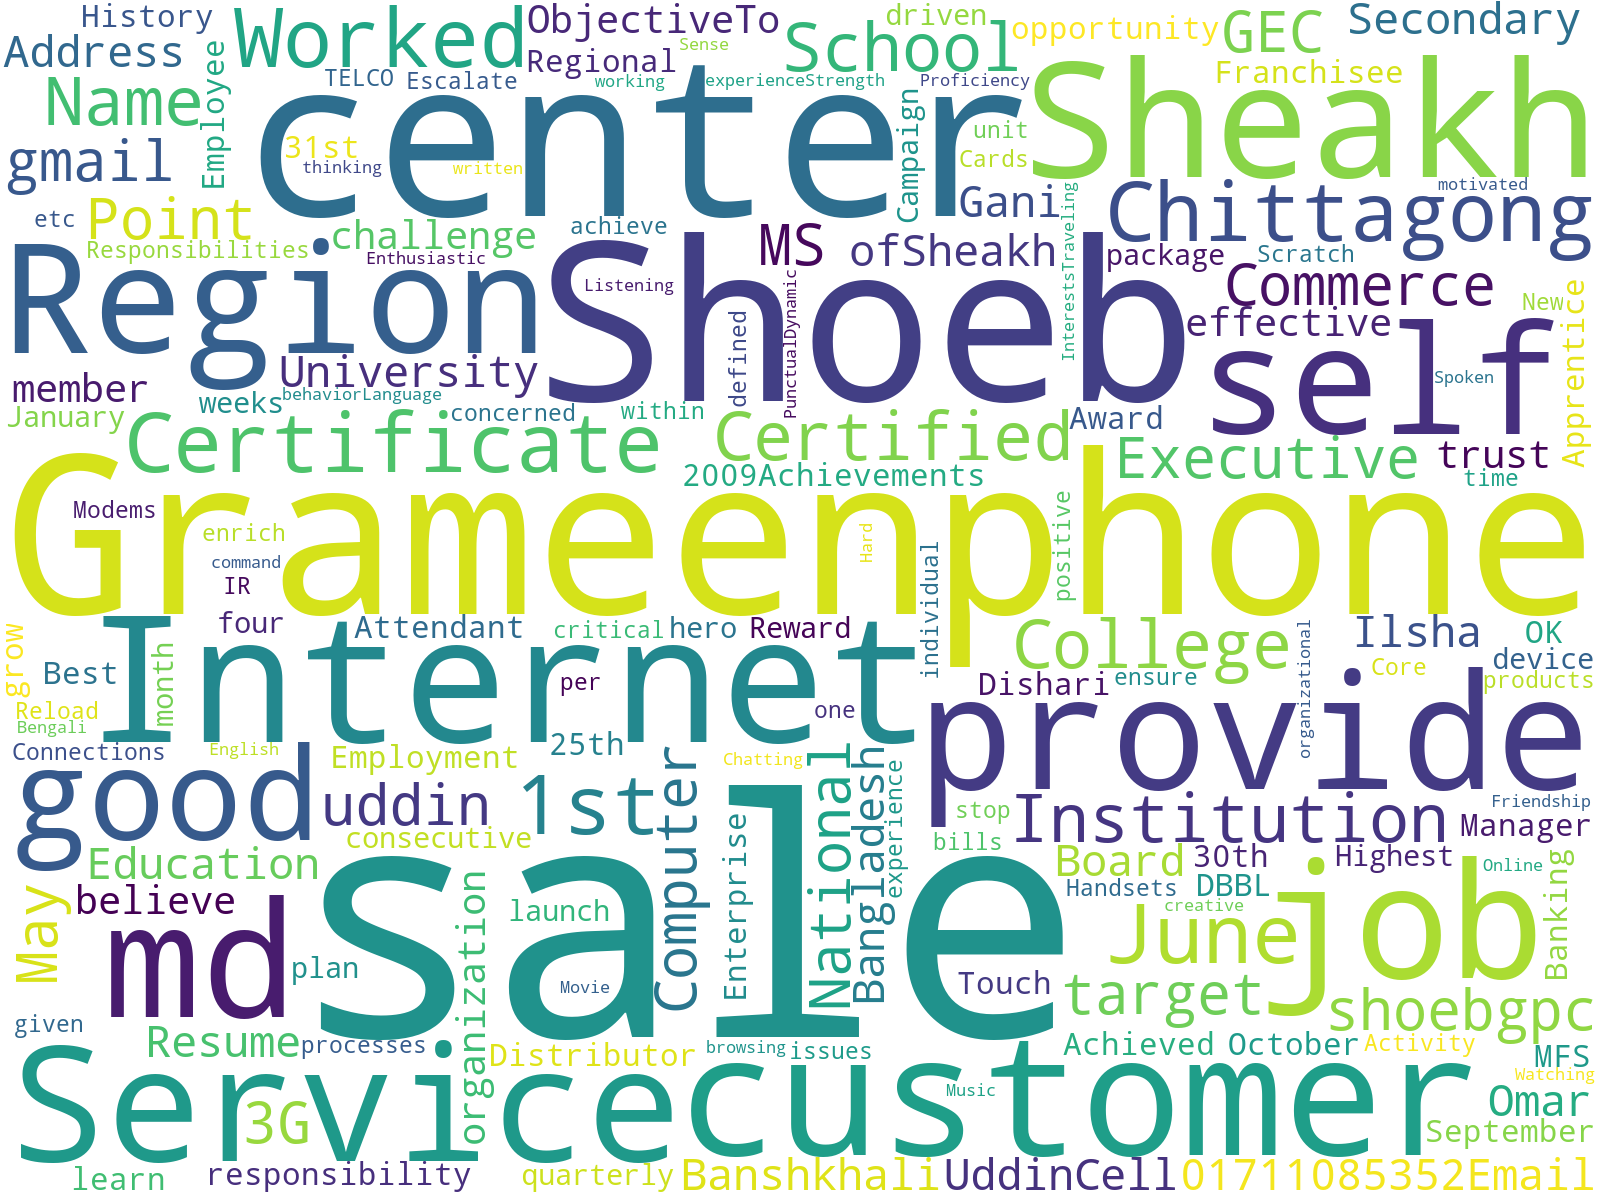 History
Worked
ObjectiveTo
driven
opportunity
GEC
Secondary
Address
Employee
Regional
Sense
School
Franchisee
TELCO
Escalate
working
experienceStrength
Proficiency
Name
center
Sheakh
gmail
31st
thinking
written
Campaign
unit
Cards
etc
Point
Responsibilities
challenge
Enthusiastic
achieve
MS
ofSheakh
Gani
InterestsTraveling
Chittagong
motivated
package
Scratch
Region
Listening
Shoeb
PunctualDynamic
defined
Commerce
New
effective
self
Apprentice
University
member
January
weeks
behaviorLanguage
concerned
within
Award
Spoken
Certificate
Certified
Executive
trust
2009Achievements
time
Grameenphone
Modems
enrich
command
IR
Hard
positive
individual
four
Attendant
critical
hero
Reward
College
organizational
Ilsha
OK
grow
Best
month
Internet
per
one
Dishari
ensure
Core
device
products
Reload
Bengali
provide
Connections
English
Employment
25th
Chatting
good
uddin
1st
Computer
National
Bangladesh
experience
stop
Institution
Friendship
Manager
consecutive
Education
sale
Enterprise
bills
Board
30th
Highest
Online
May
believe
md
launch
Handsets
DBBL
creative
job
Banking
June
plan
organization
Movie
Touch
target
shoebgpc
given
Resume
processes
Distributor
browsing
issues
Achieved
October
Activity
MFS
Service
3G
customer
Music
Watching
Omar
September
learn
responsibility
quarterly
Banshkhali
UddinCell
01711085352Email